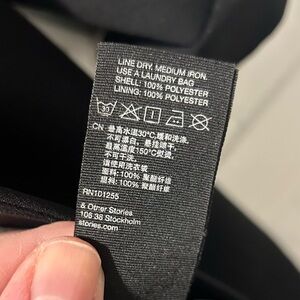 LINE DRY. MEDIUM IRON.
USE A LAUNDRY BAG
SHELL: 100% POLYESTER
LINING: 100% POLYESTER
30
CN - 最高水温30℃,缓和洗涤.
不可漂白. 悬挂晾干.
最高温度150℃熨烫.
不可干洗.
请使用洗衣袋
面料: 100% 聚酯纤维
里料: 100% 聚酯纤维
RN101255
& Other Stories
106 38 Stockholm
stories.com